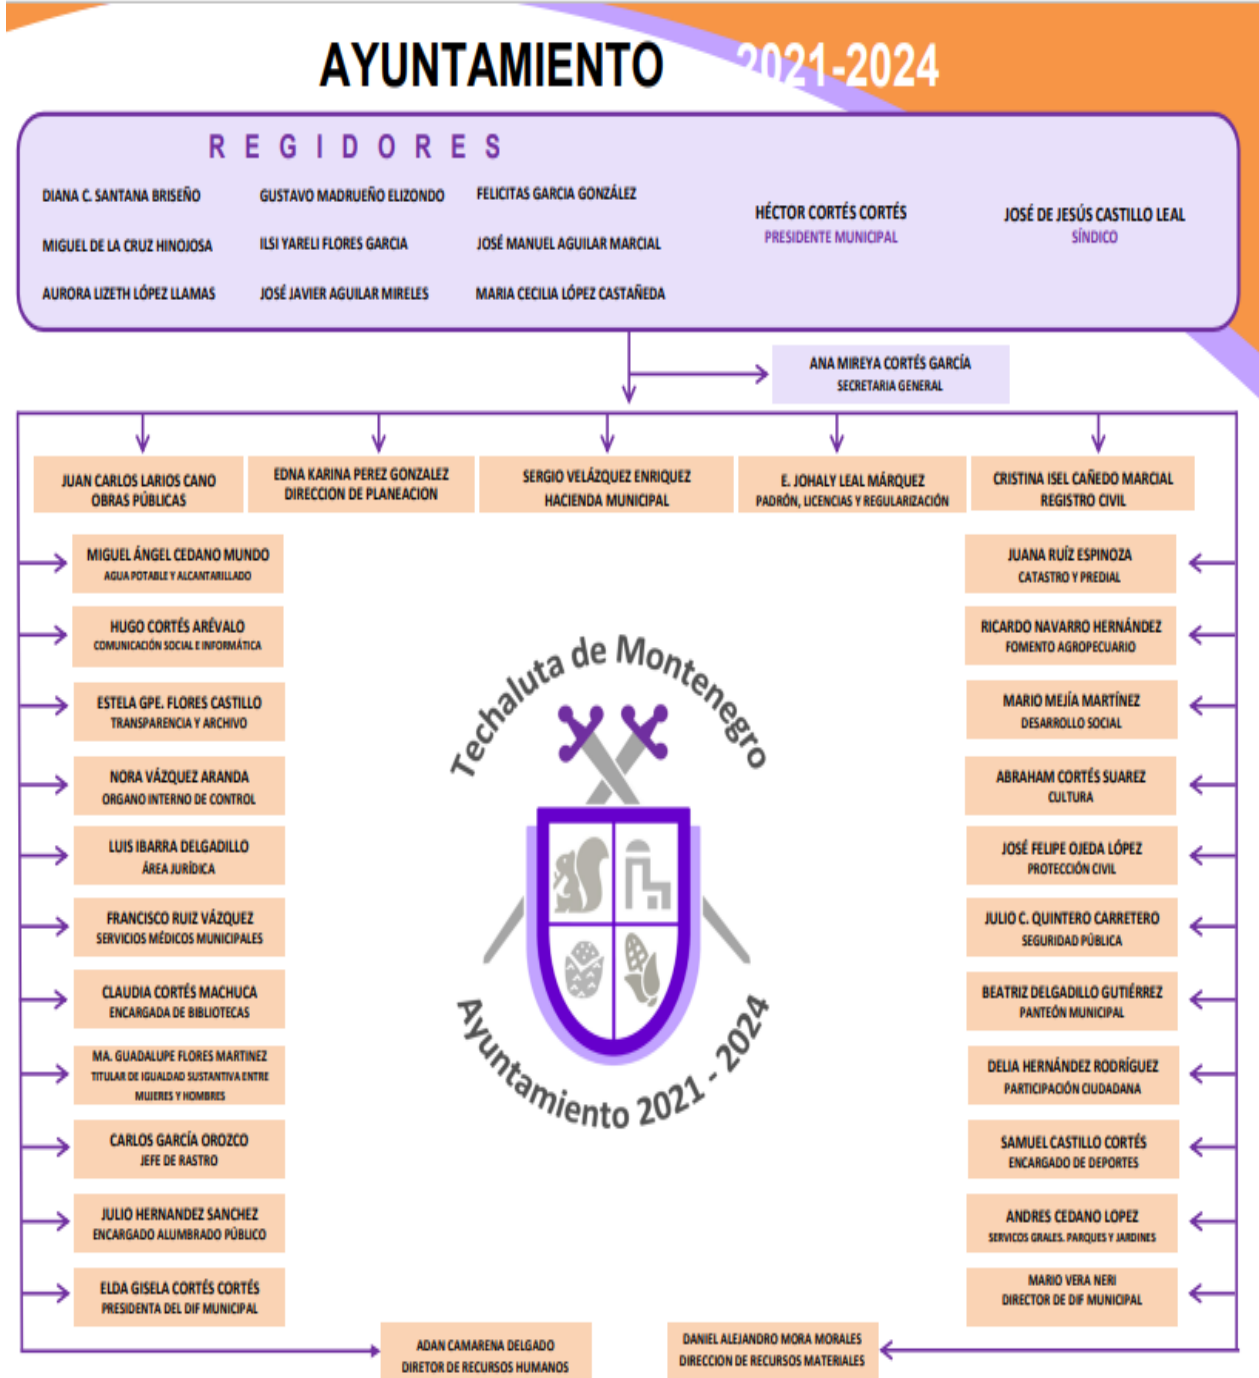 AYUNTAMIENTO 2021-2024
REGIDORES
DIANA C. SANTANA BRISEÑO
GUSTAVO MADRUEÑO ELIZONDO
FELICITAS GARCIA GONZÁLEZ
MIGUEL DE LA CRUZ HINOJOSA
ILSI YARELI FLORES GARCIA
JOSÉ MANUEL AGUILAR MARCIAL
AURORA LIZETH LÓPEZ LLAMAS
JOSÉ JAVIER AGUILAR MIRELES
MARIA CECILIA LÓPEZ CASTAÑEDA
HÉCTOR CORTÉS CORTÉS
PRESIDENTE MUNICIPAL
JOSÉ DE JESÚS CASTILLO LEAL
SÍNDICO
ANA MIREYA CORTÉS GARCÍA
SECRETARIA GENERAL
JUAN CARLOS LARIOS CANO
OBRAS PÚBLICAS
EDNA KARINA PEREZ GONZALEZ
DIRECCION DE PLANEACION
SERGIO VELÁZQUEZ ENRIQUEZ
HACIENDA MUNICIPAL
E. JOHALY LEAL MÁRQUEZ
PADRÓN, LICENCIAS Y REGULARIZACIÓN
CRISTINA ISEL CAÑEDO MARCIAL
REGISTRO CIVIL
MIGUEL ÁNGEL CEDANO MUNDO
AGUA POTABLE Y ALCANTARILLADO
HUGO CORTÉS ARÉVALO
COMUNICACIÓN SOCIAL E INFORMÁTICA
ESTELA GPE. FLORES CASTILLO
TRANSPARENCIA Y ARCHIVO
NORA VÁZQUEZ ARANDA
ORGANO INTERNO DE CONTROL
LUIS IBARRA DELGADILLO
ÁREA JURÍDICA
FRANCISCO RUIZ VÁZQUEZ
SERVICIOS MÉDICOS MUNICIPALES
CLAUDIA CORTÉS MACHUCA
ENCARGADA DE BIBLIOTECAS
MA. GUADALUPE FLORES MARTINEZ
TITULAR DE IGUALDAD SUSTANTIVA ENTRE
MUJERES Y HOMBRES
CARLOS GARCÍA OROZCO
JEFE DE RASTRO
JULIO HERNANDEZ SANCHEZ
ENCARGADO ALUMBRADO PÚBLICO
ELDA GISELA CORTÉS CORTÉS
PRESIDENTA DEL DIF MUNICIPAL
Techaluta de Montenegro
Ayuntamiento 2021 - 2024
JUANA RUÍZ ESPINOZA
CATASTRO Y PREDIAL
RICARDO NAVARRO HERNÁNDEZ
FOMENTO AGROPECUARIO
MARIO MEJÍA MARTÍNEZ
DESARROLLO SOCIAL
ABRAHAM CORTÉS SUAREZ
CULTURA
JOSÉ FELIPE OJEDA LÓPEZ
PROTECCIÓN CIVIL
JULIO C. QUINTERO CARRETERO
SEGURIDAD PÚBLICA
BEATRIZ DELGADILLO GUTIÉRREZ
PANTEÓN MUNICIPAL
DELIA HERNÁNDEZ RODRÍGUEZ
PARTICIPACIÓN CIUDADANA
SAMUEL CASTILLO CORTÉS
ENCARGADO DE DEPORTES
ANDRES CEDANO LOPEZ
SERVICOS GRALES. PARQUES Y JARDINES
MARIO VERA NERI
DIRECTOR DE DIF MUNICIPAL
ADAN CAMARENA DELGADO
DIRETOR DE RECURSOS HUMANOS
DANIEL ALEJANDRO MORA MORALES
DIRECCION DE RECURSOS MATERIALES